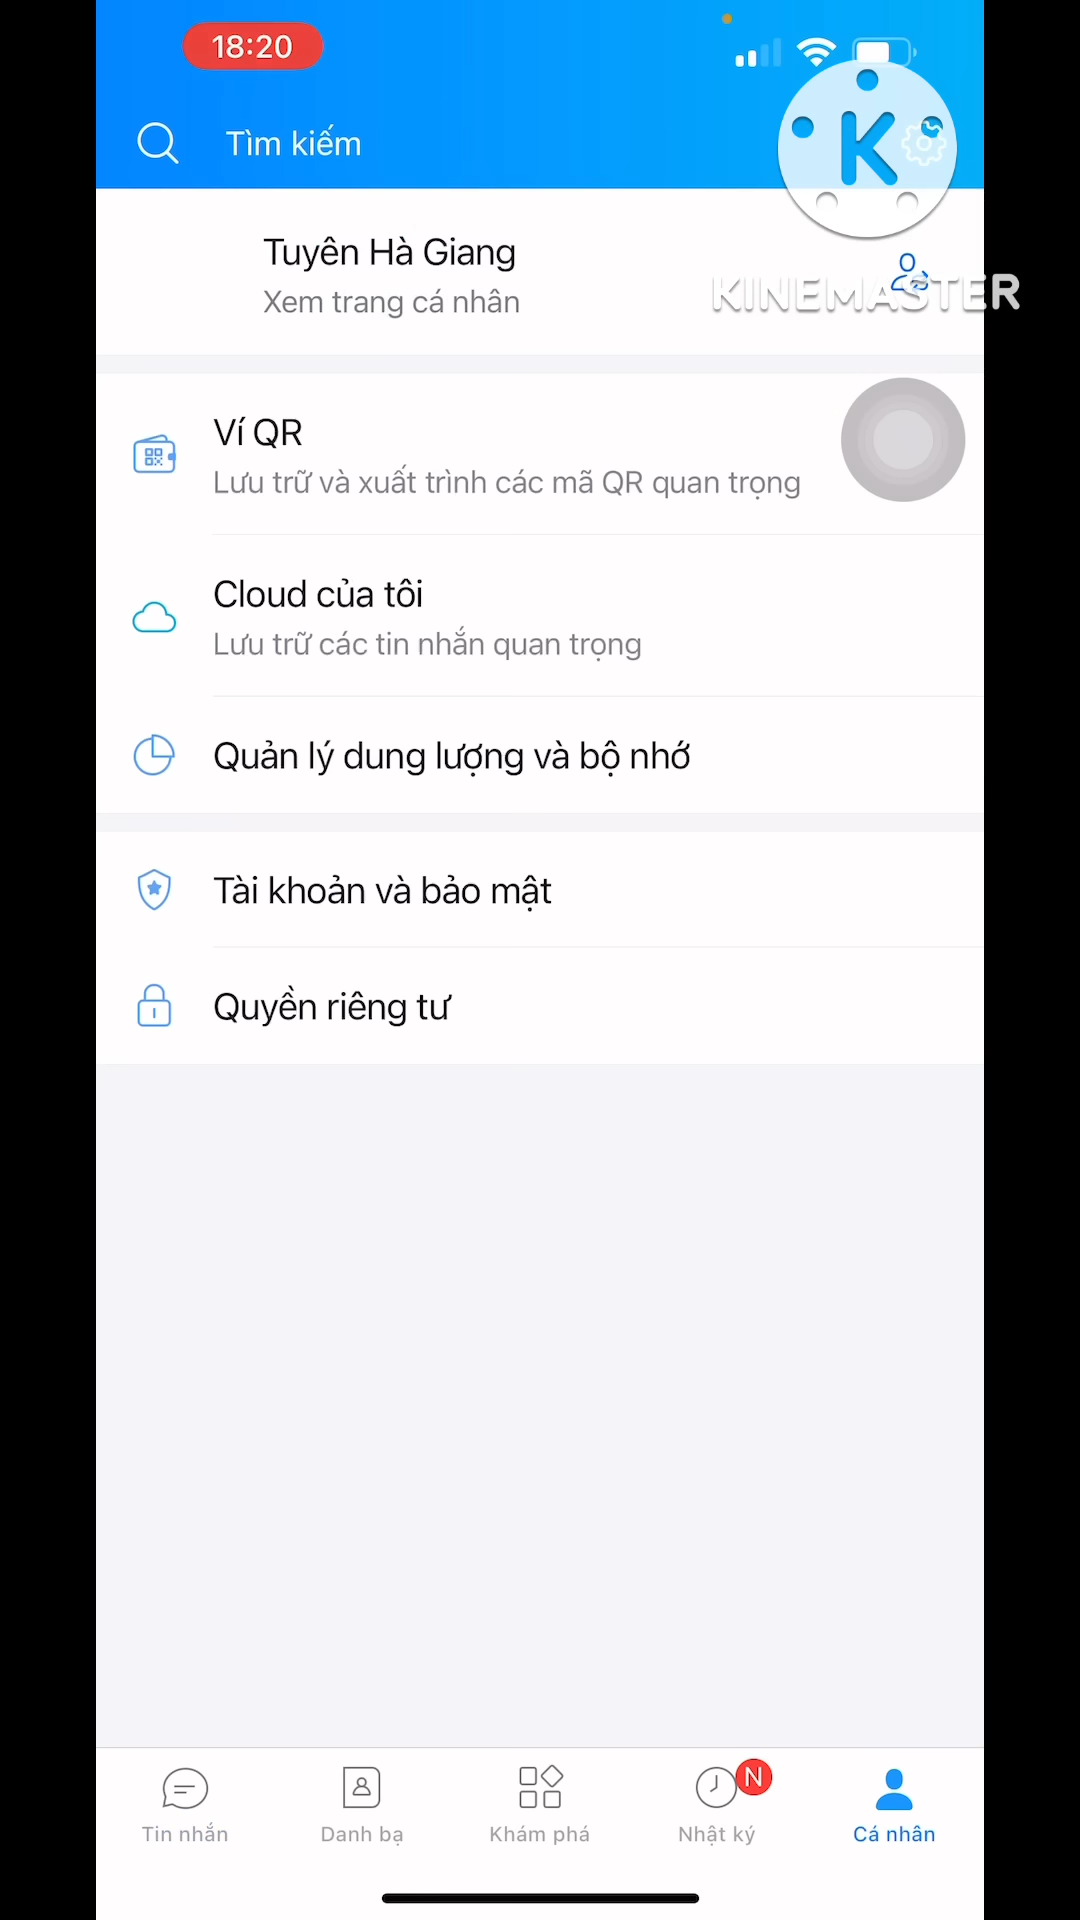 18:20
Tìm kiếm
K
KINEMASTER
Tuyên Hà Giang
Xem trang cá nhân
Ví QR
Lưu trữ và xuất trình các mã QR quan trọng
Cloud của tôi
Lưu trữ các tin nhắn quan trọng
Quản lý dung lượng và bộ nhớ
Tài khoản và bảo mật
Quyền riêng tư
N
Tin nhắn
Danh bạ
Khám phá
Nhật ký
Cá nhân